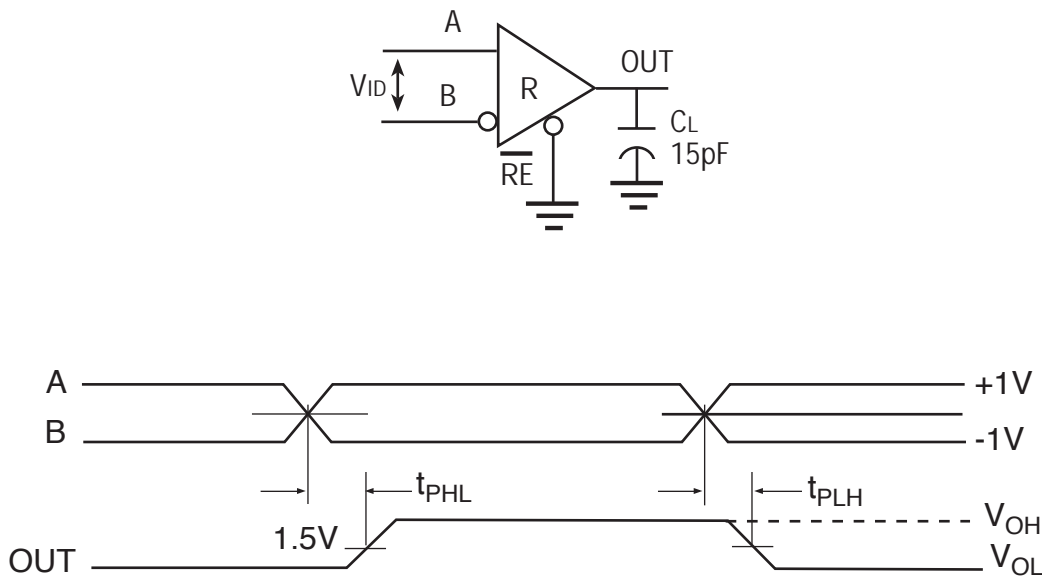 A
OUT
VID
B
R
CL
15pF
RE
A
+1V
B
-1V
tPHL
tPLH
1.5V
VOH
OUT
VOL